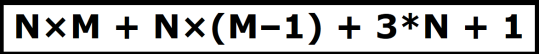 N×M + N×(M–1) + 3*N + 1